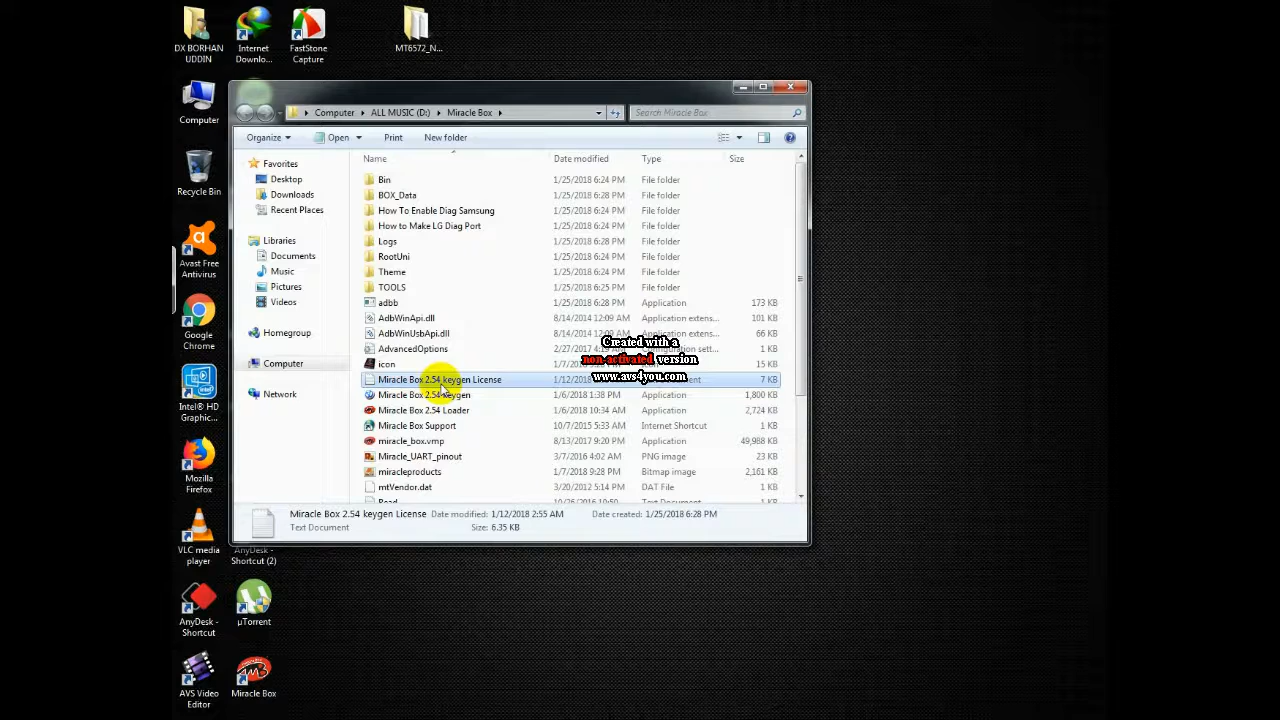 DX BORHAN
UDDIN
Internet
Downlo...
FastStone
Capture
MT6572_N...
Computer
Recycle Bin
Avast Free
Antivirus
Google
Chrome
Intel® HD
Graphic...
Mozilla
Firefox
VLC media
player
AnyDesk -
Shortcut (2)
AnyDesk -
Shortcut
µTorrent
AVS Video
Editor
Miracle Box
Computer ALL MUSIC (D:) Miracle Box
Search Miracle Box
Organize Open Print New folder
Favorites
Desktop
Downloads
Recent Places
Libraries
Documents
Music
Pictures
Videos
Homegroup
Computer
Network
Name Date modified Type Size
Bin 1/25/2018 6:24 PM File folder
BOX_Data 1/25/2018 6:28 PM File folder
How To Enable Diag Samsung 1/25/2018 6:24 PM File folder
How to Make LG Diag Port 1/25/2018 6:24 PM File folder
Logs 1/25/2018 6:28 PM File folder
RootUni 1/25/2018 6:24 PM File folder
Theme 1/25/2018 6:24 PM File folder
TOOLS 1/25/2018 6:25 PM File folder
adbb 1/25/2018 6:28 PM Application 173 KB
AdbWinApi.dll 8/14/2014 12:09 AM Application extens... 101 KB
AdbWinUsbApi.dll 8/14/2014 12:09 AM Application extens... 66 KB
AdvancedOptions 2/27/2017 1 KB
icon 15 KB
Miracle Box 2.54 keygen License 1/12/2018 7 KB
Miracle Box 2.54 keygen 1/6/2018 1:38 PM Application 1,800 KB
Miracle Box 2.54 Loader 1/6/2018 10:34 AM Application 2,724 KB
Miracle Box Support 10/7/2015 5:33 AM Internet Shortcut 1 KB
miracle_box.vmp 8/13/2017 9:20 PM Application 49,988 KB
Miracle_UART_pinout 3/7/2016 4:02 AM PNG image 23 KB
miracleproducts 1/7/2018 9:28 PM Bitmap image 2,161 KB
mtVendor.dat 3/20/2012 5:14 PM DAT File 1 KB
Created with a
non-activated version
www.avs4you.com
Miracle Box 2.54 keygen License Date modified: 1/12/2018 2:55 AM Date created: 1/25/2018 6:28 PM
Text Document Size: 6.35 KB